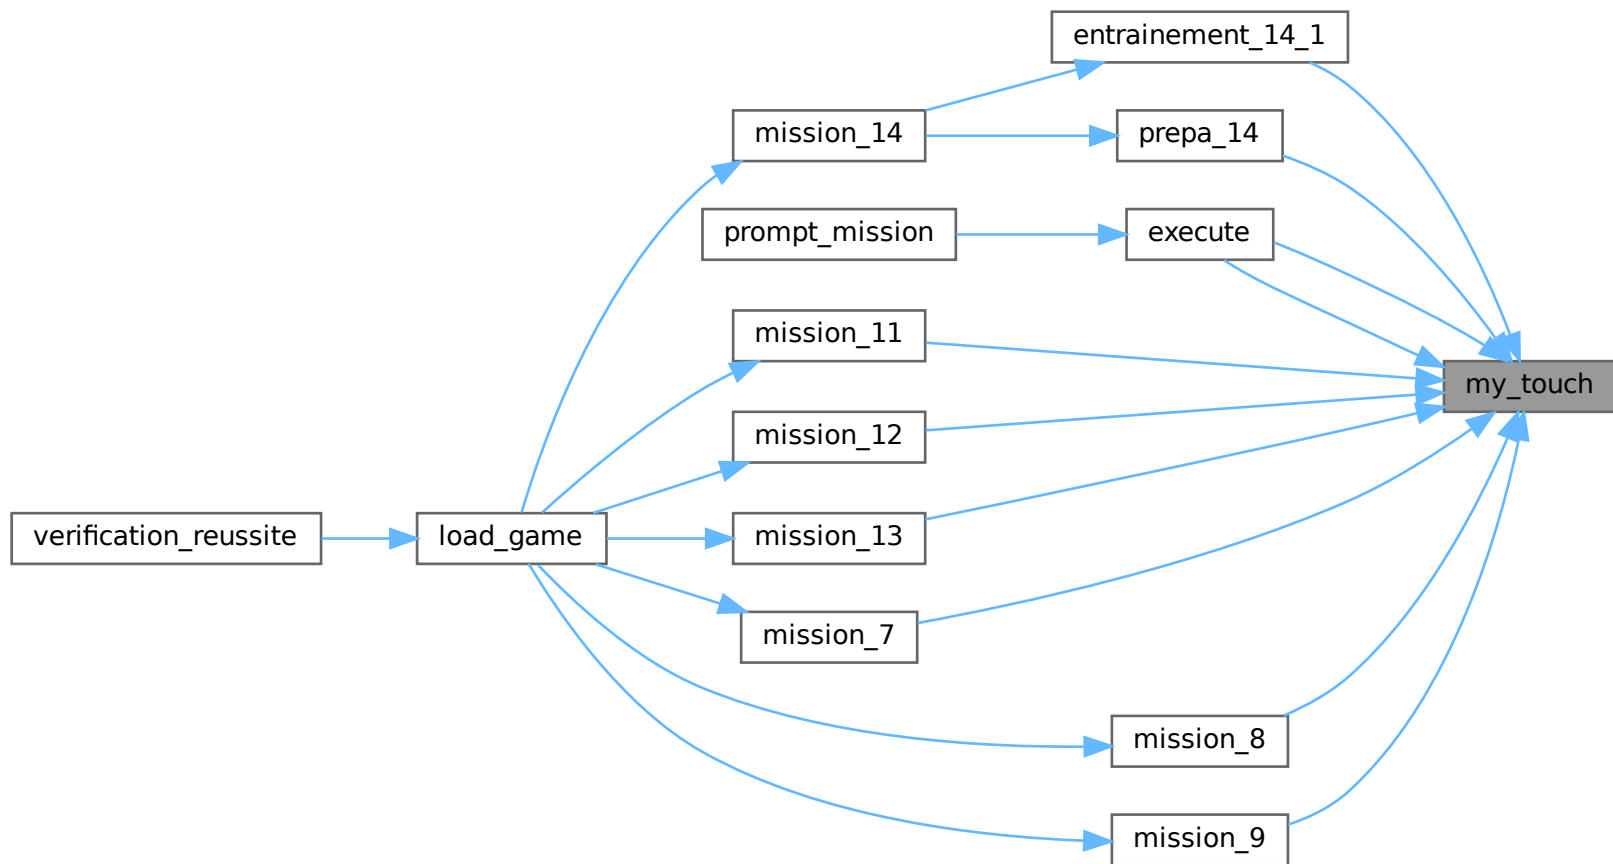 entrainement_14_1
mission_14
prepa_14
prompt_mission
execute
mission_11
my_touch
mission_12
verification_reussite
load_game
mission_13
mission_7
mission_8
mission_9